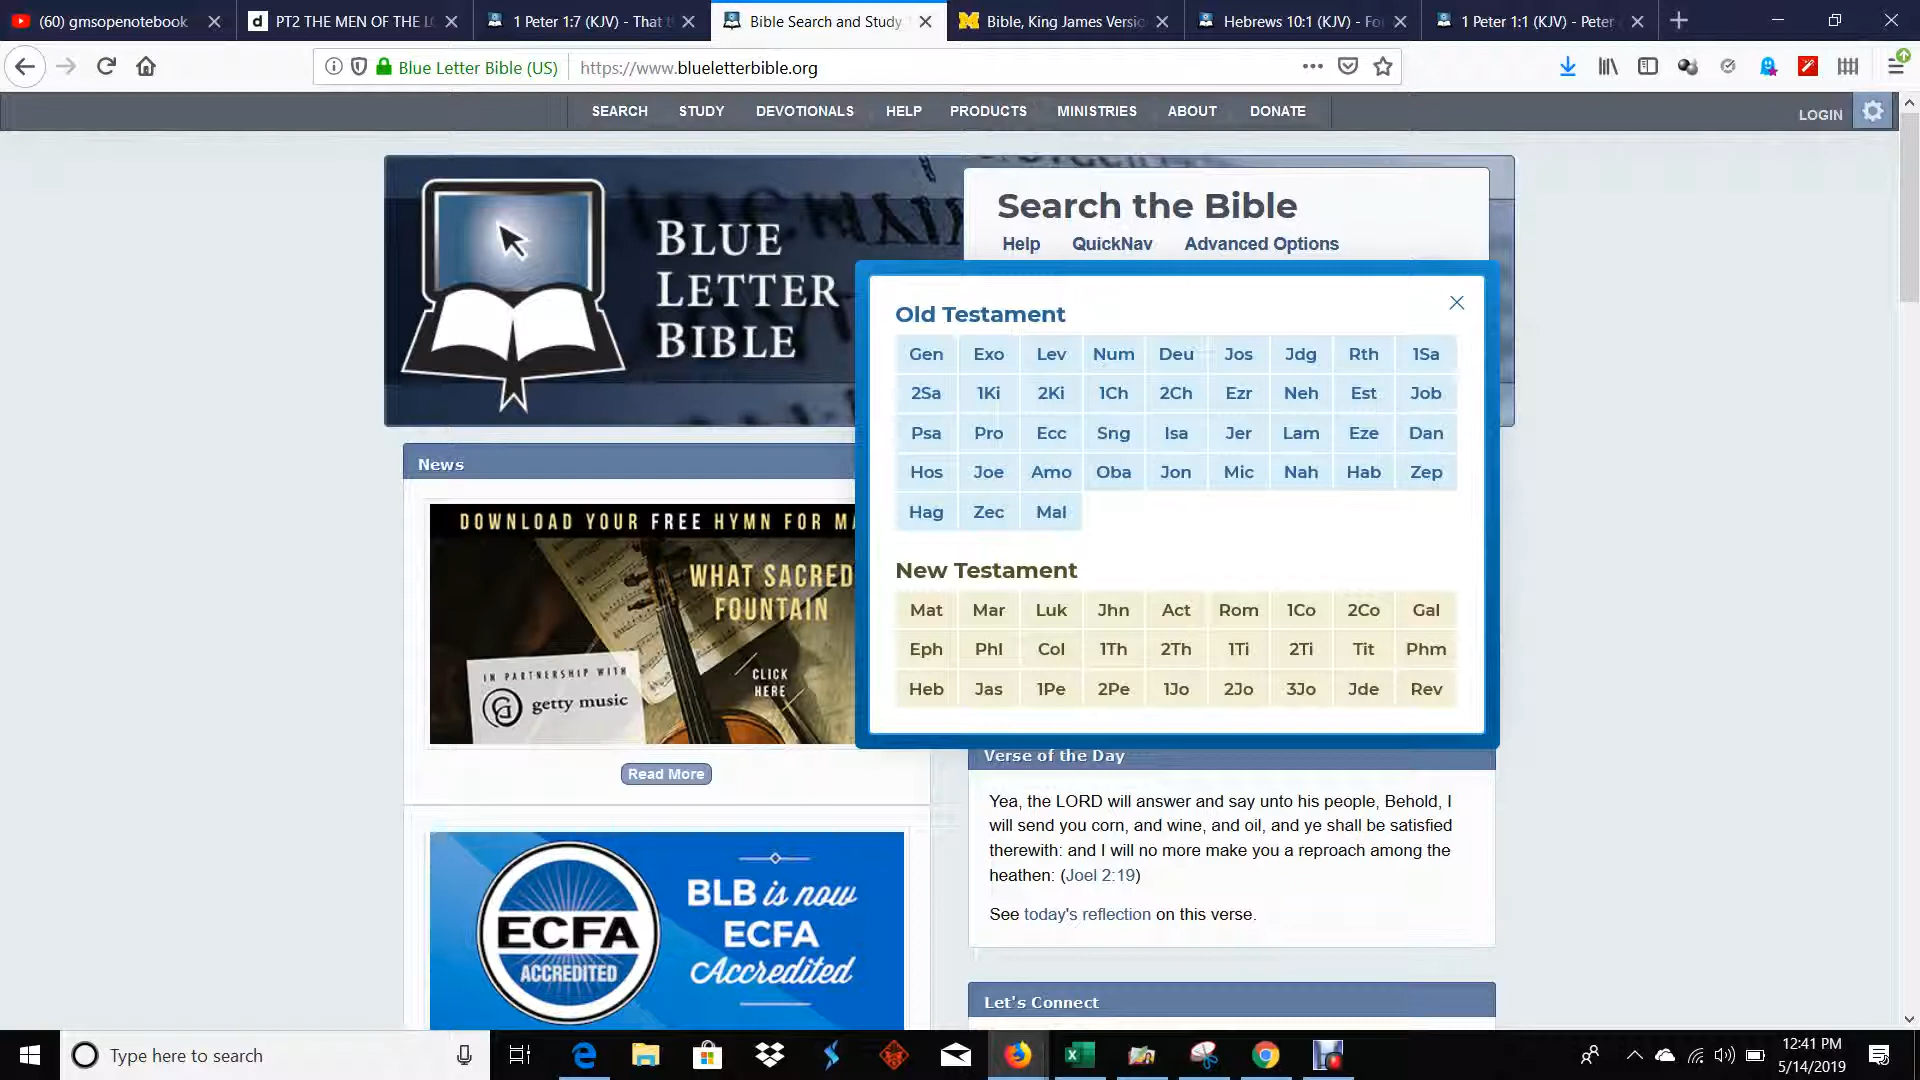 (60) gmsopenotebook
PT2 THE MEN OF THE L
1 Peter 1:7 (KJV) - That t
Bible Search and Study
Bible, King James Versio
Hebrews 10:1 (KJV) - Fo
1 Peter 1:1 (KJV) - Peter
Blue Letter Bible (US)
https://www.blueletterbible.org
SEARCH STUDY DEVOTIONALS HELP PRODUCTS MINISTRIES ABOUT DONATE
LOGIN
BLUE
LETTER
BIBLE
Search the Bible
Help QuickNav Advanced Options
Old Testament
Gen Exo Lev Num Deu Jos Jdg Rth 1Sa
2Sa 1Ki 2Ki 1Ch 2Ch Ezr Neh Est Job
Psa Pro Ecc Sng Isa Jer Lam Eze Dan
Hos Joe Amo Oba Jon Mic Nah Hab Zep
Hag Zec Mal
New Testament
Mat Mar Luk Jhn Act Rom 1Co 2Co Gal
Eph Phl Col 1Th 2Th 1Ti 2Ti Tit Phm
Heb Jas 1Pe 2Pe 1Jo 2Jo 3Jo Jde Rev
News
DOWNLOAD YOUR FREE HYMN FOR MA
WHAT SACRED
FOUNTAIN
IN PARTNERSHIP WITH
getty music
CLICK
HERE
Read More
ECFA
ACCREDITED
BLB is now
ECFA
Accredited
Verse of the Day
Yea, the LORD will answer and say unto his people, Behold, I
will send you corn, and wine, and oil, and ye shall be satisfied
therewith: and I will no more make you a reproach among the
heathen: (Joel 2:19)
See today's reflection on this verse.
Let's Connect
Type here to search
12:41 PM
5/14/2019